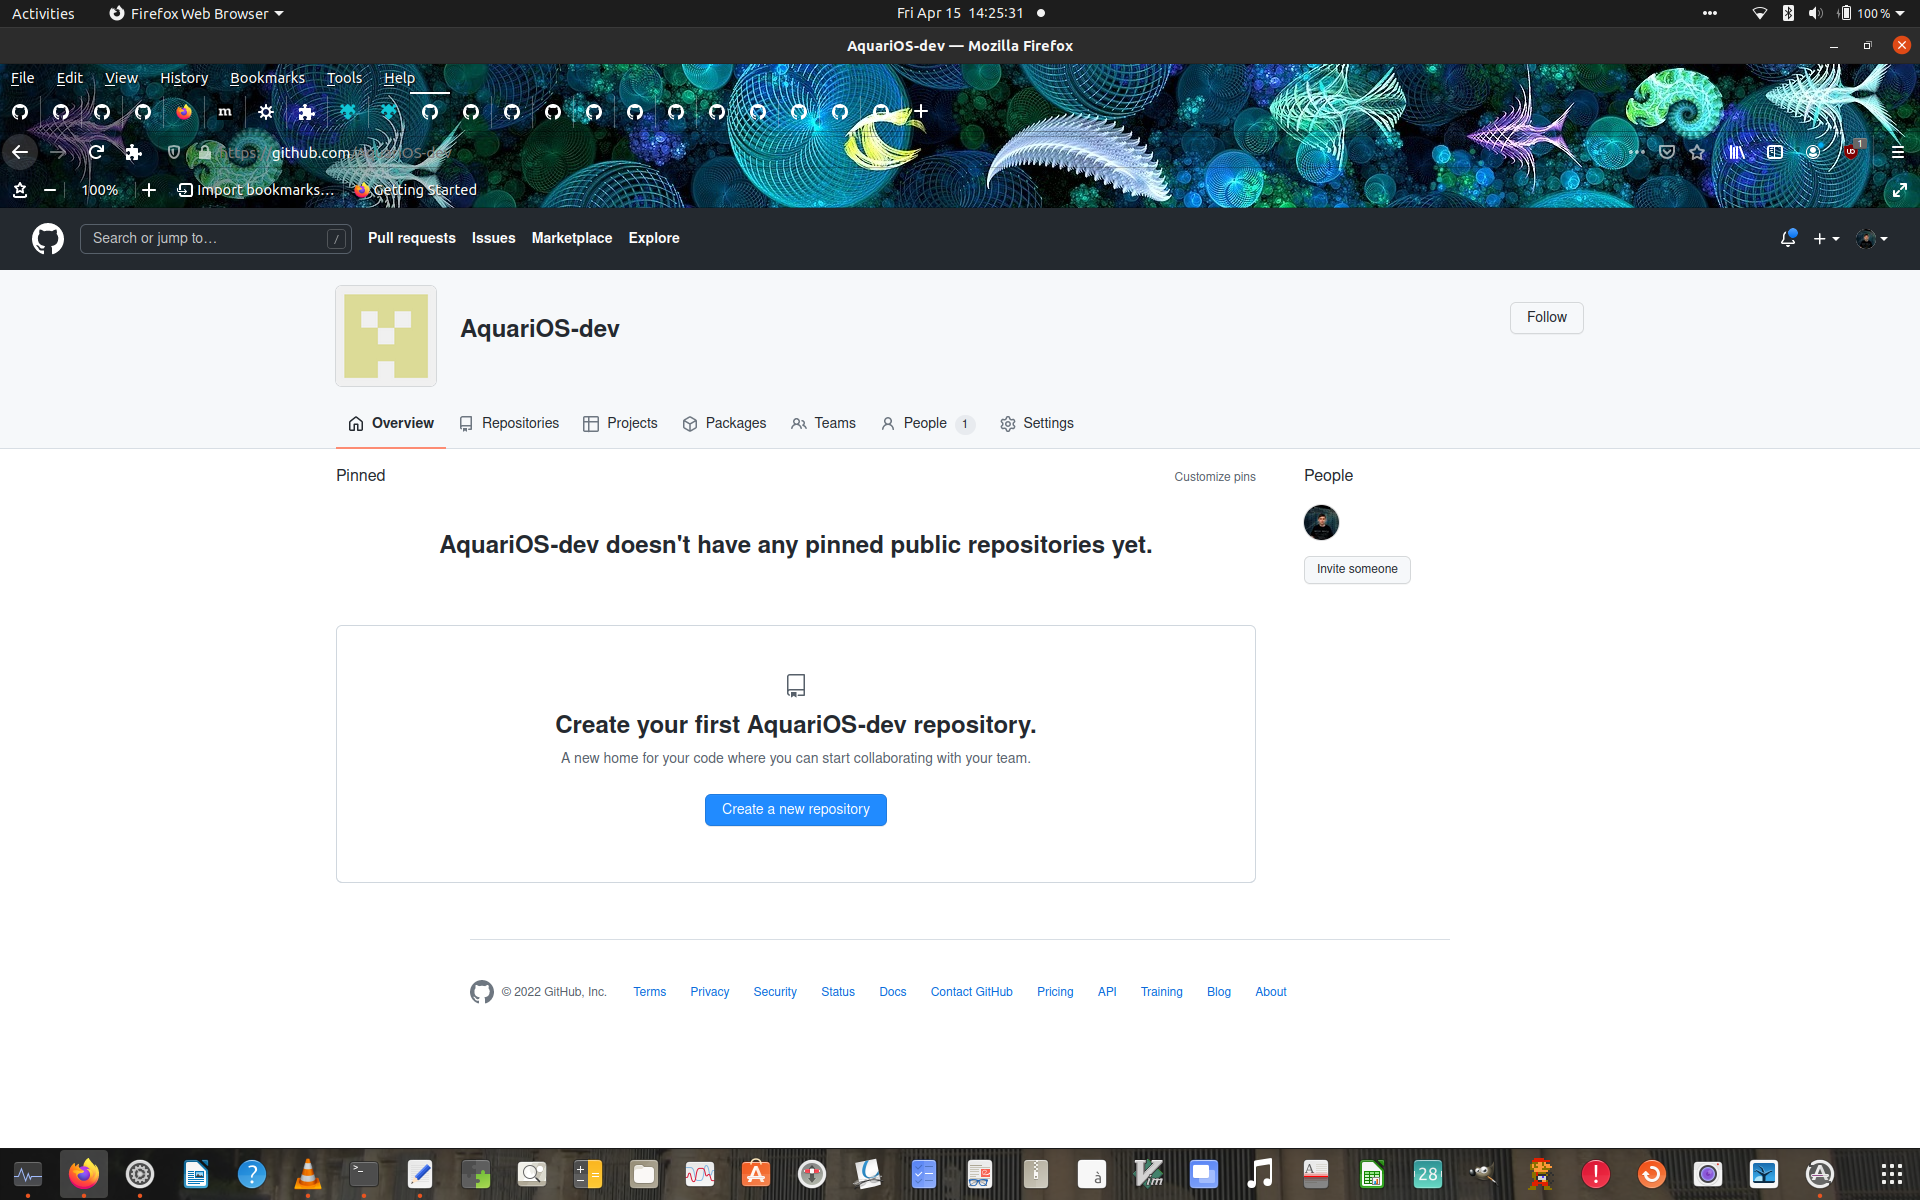 Activities Firefox Web Browser Fri Apr 15 14:25:31 100 %
AquariOS-dev — Mozilla Firefox
File Edit View History Bookmarks Tools Help
m
github.com 1
100% Import bookmarks… Getting Started
Search or jump to… / Pull requests Issues Marketplace Explore
AquariOS-dev
Follow
Overview Repositories Projects Packages Teams People 1 Settings
Pinned Customize pins People
AquariOS-dev doesn't have any pinned public repositories yet.
Invite someone
Create your first AquariOS-dev repository.
A new home for your code where you can start collaborating with your team.
Create a new repository
© 2022 GitHub, Inc. Terms Privacy Security Status Docs Contact GitHub Pricing API Training Blog About
28